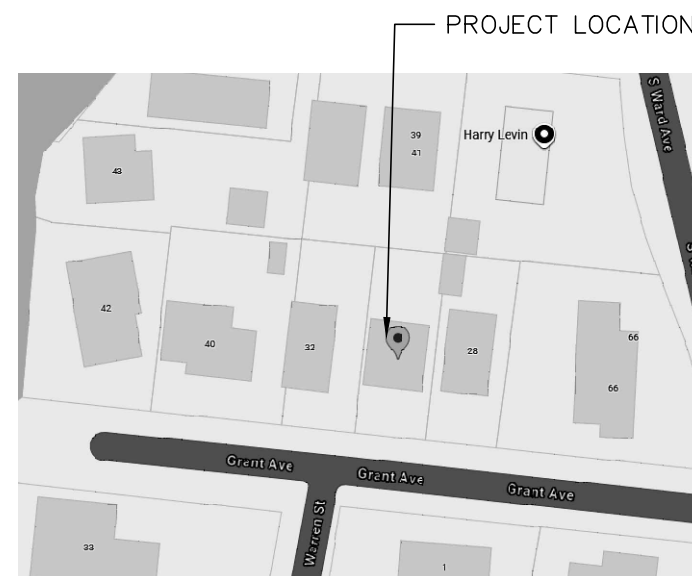 PROJECT LOCATION
S Ward Ave
39
41
Harry Levin
43
42
40
32
28
66
66
Grant Ave
Grant Ave
Grant Ave
Warren St
33
1